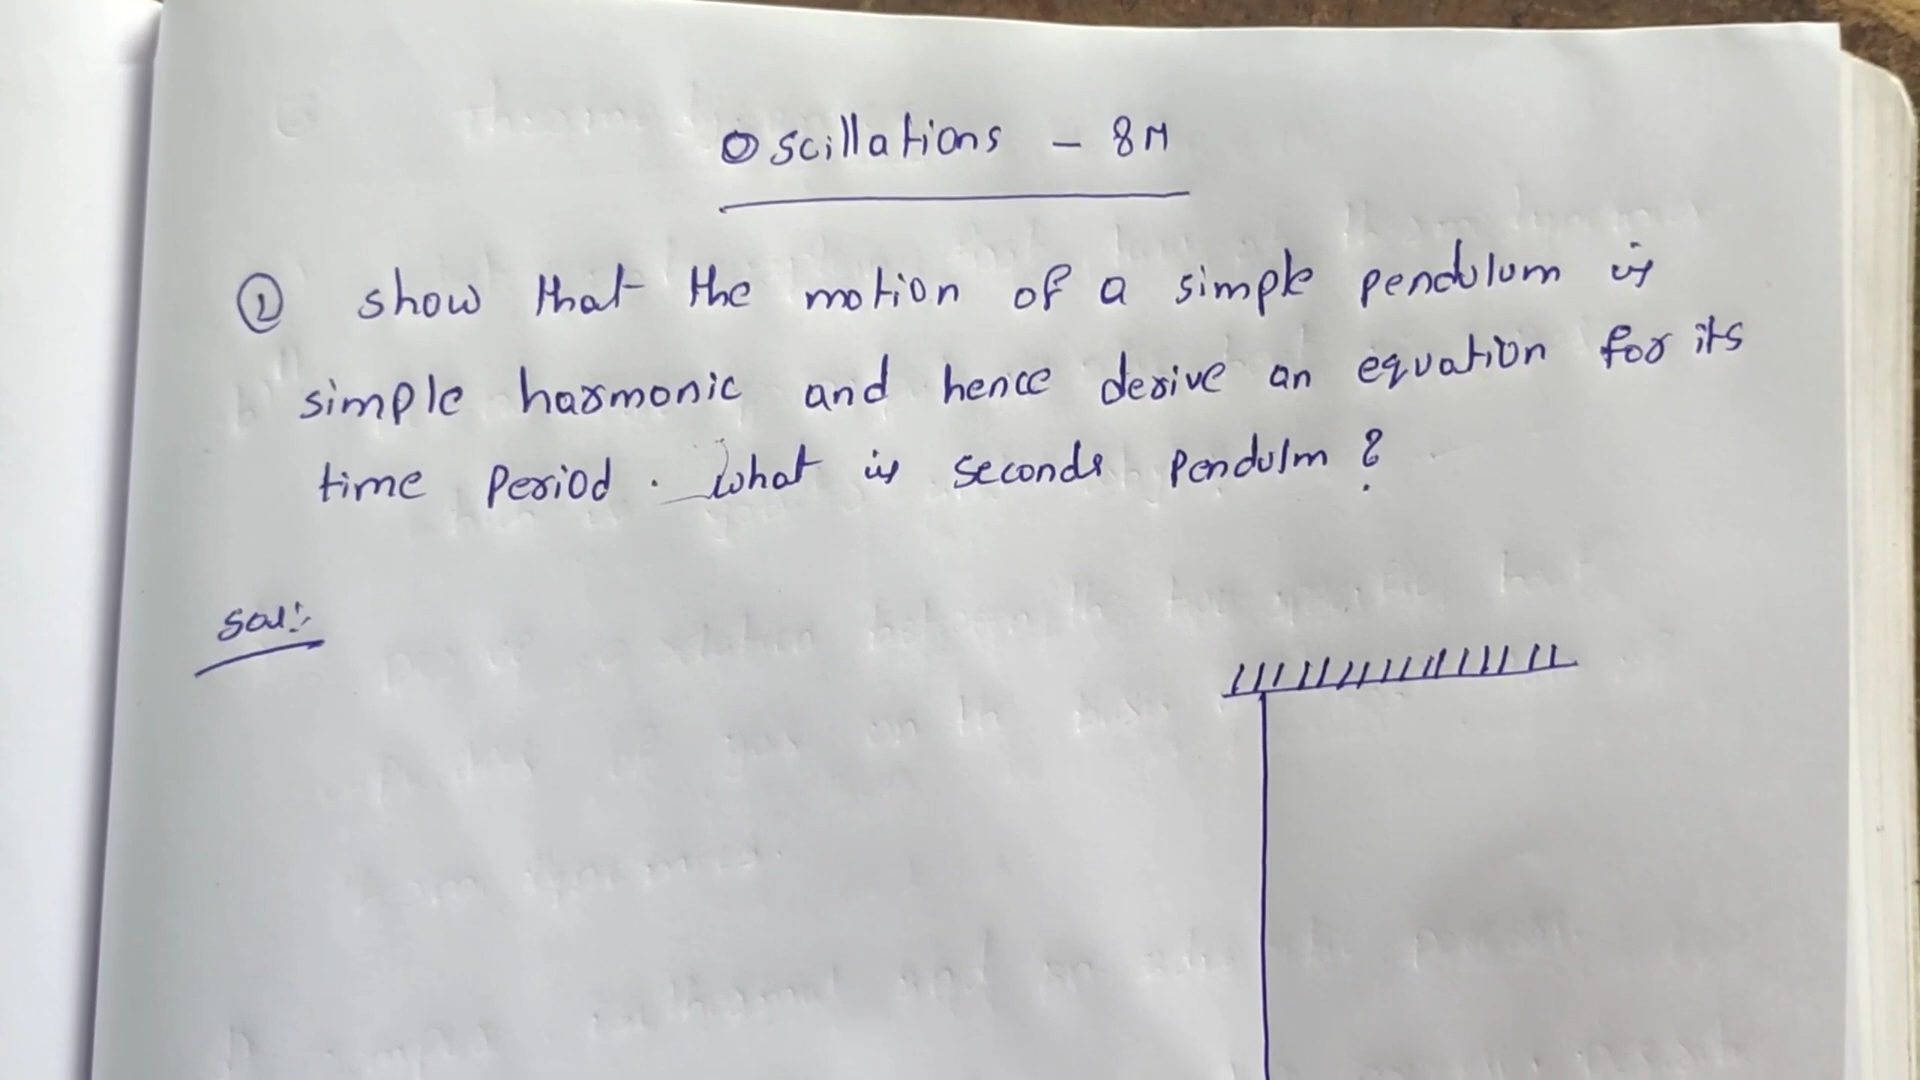 Oscillations - 8M
① show that the motion of a simple pendulum is
simple harmonic and hence derive an equation for its
time Period. What is seconds Pendulm ?
Sol: